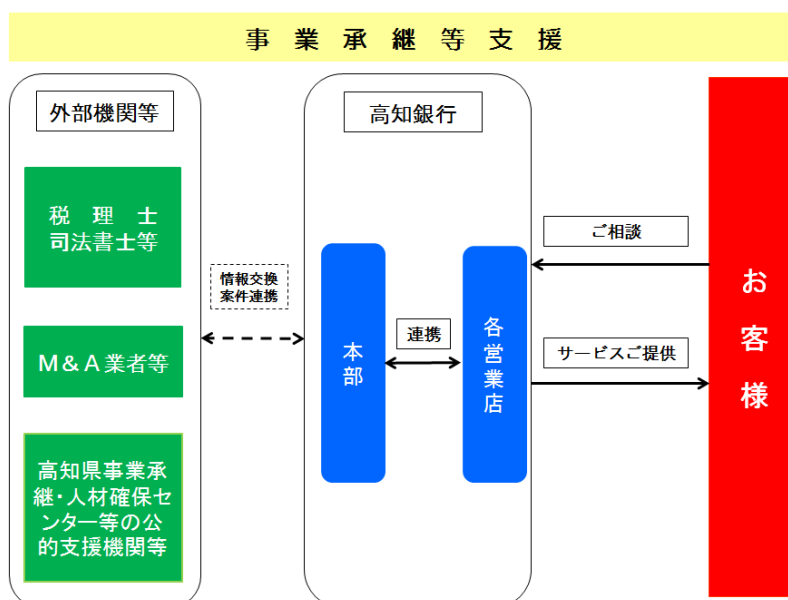 事業承継等支援
外部機関等
税理士
司法書士等
M&A業者等
高知県事業承
継・人材確保セ
ンター等の公
的支援機関等
情報交換
案件連携
高知銀行
本部
連携
各営業店
ご相談
サービスご提供
お客様